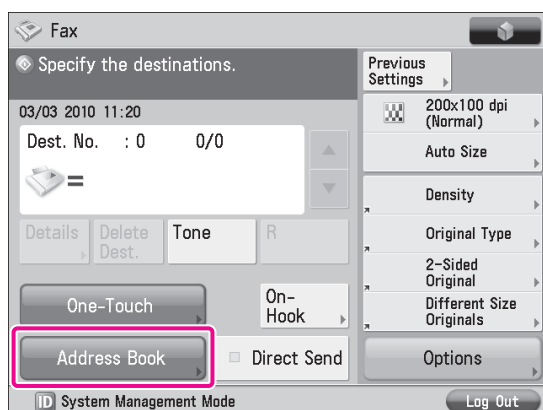 Fax
Specify the destinations.
Previous
Settings
03/03 2010 11:20
200x100 dpi
(Normal)
Dest. No. : 0 0/0
=
Auto Size
Density
Details
Delete
Dest.
Tone
R
Original Type
2-Sided
Original
One-Touch
On-
Hook
Different Size
Originals
Address Book
Direct Send
Options
ID System Management Mode
Log Out